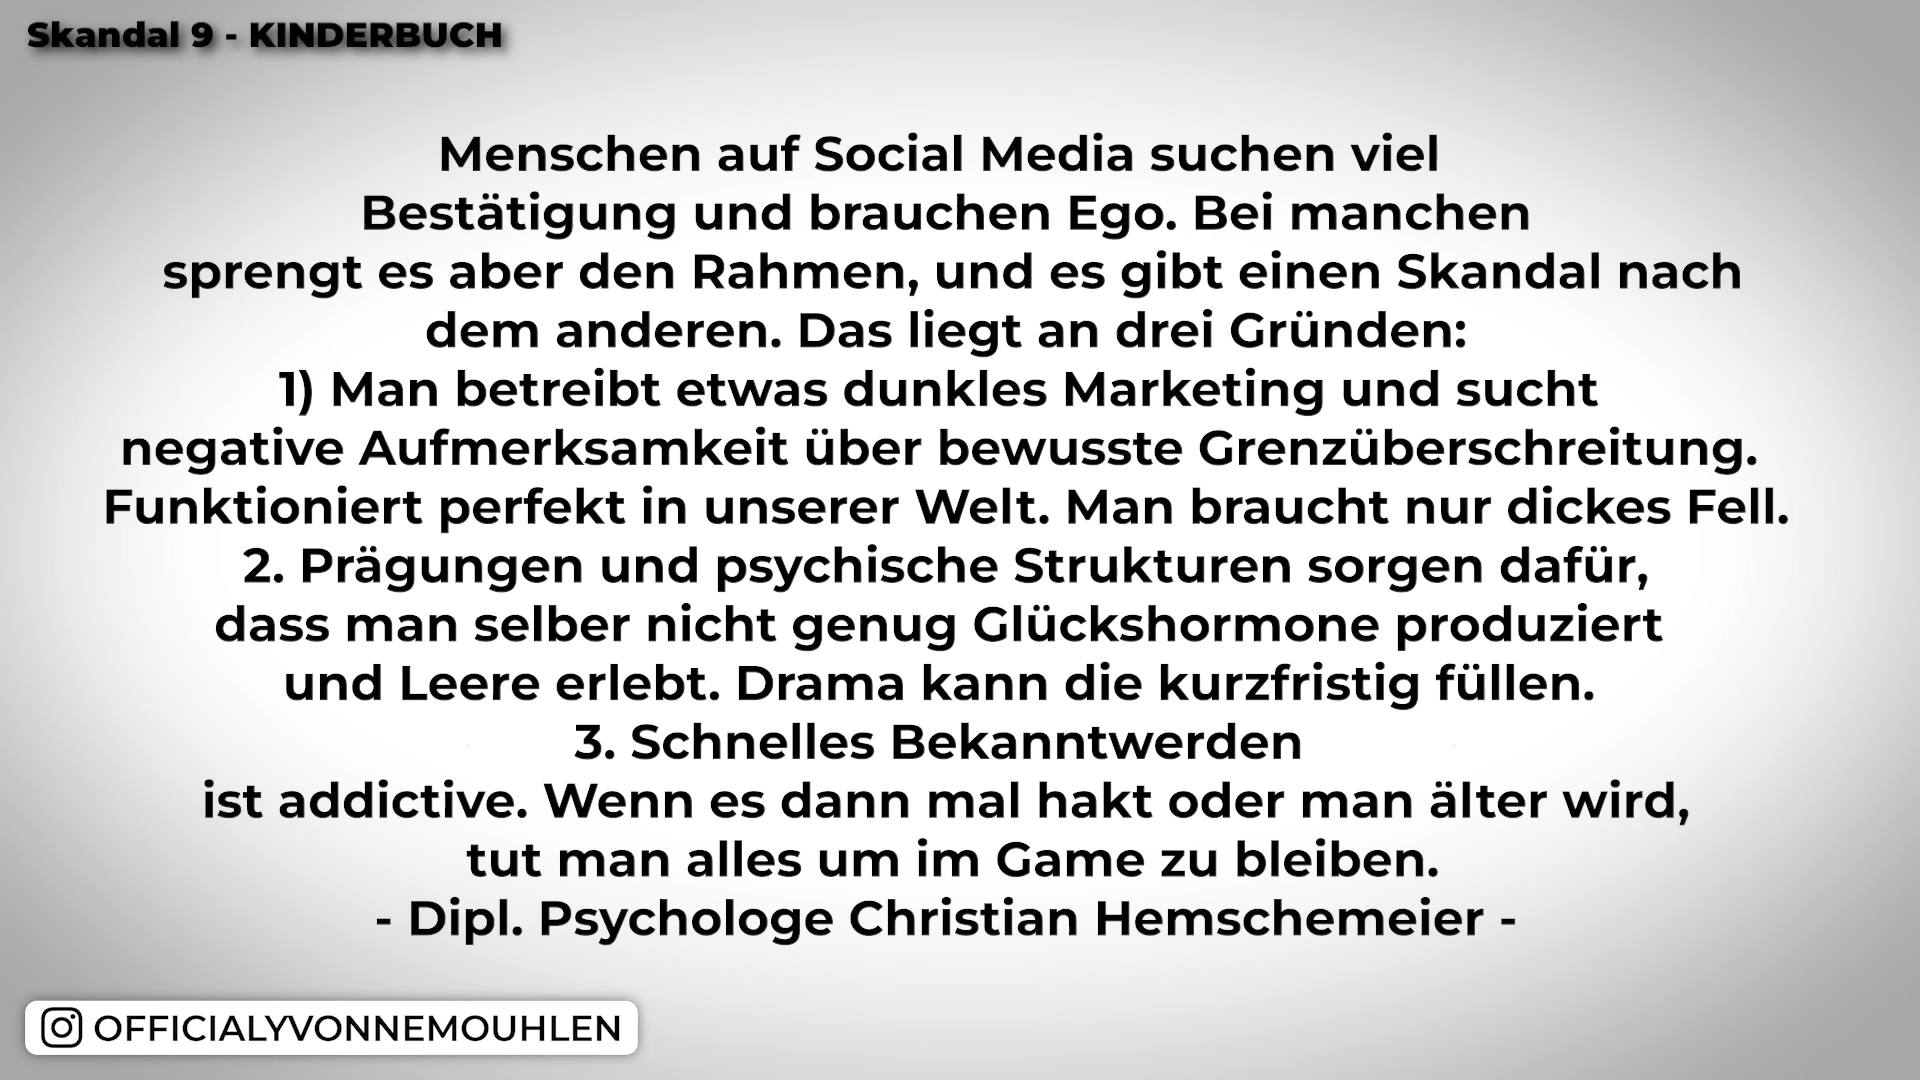 Skandal 9 - KINDERBUCH
Menschen auf Social Media suchen viel
Bestätigung und brauchen Ego. Bei manchen
sprengt es aber den Rahmen, und es gibt einen Skandal nach
dem anderen. Das liegt an drei Gründen:
1) Man betreibt etwas dunkles Marketing und sucht
negative Aufmerksamkeit über bewusste Grenzüberschreitung.
Funktioniert perfekt in unserer Welt. Man braucht nur dickes Fell.
2. Prägungen und psychische Strukturen sorgen dafür,
dass man selber nicht genug Glückshormone produziert
und Leere erlebt. Drama kann die kurzfristig füllen.
3. Schnelles Bekanntwerden
ist addictive. Wenn es dann mal hakt oder man älter wird,
tut man alles um im Game zu bleiben.
- Dipl. Psychologe Christian Hemschemeier -
OFFICIALYVONNEMOUHLEN